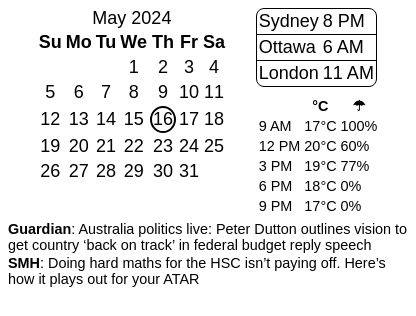 May 2024
Su Mo Tu We Th Fr Sa
1 2 3 4
5 6 7 8 9 10 11
12 13 14 15 16 17 18
19 20 21 22 23 24 25
26 27 28 29 30 31
Sydney 8 PM
Ottawa 6 AM
London 11 AM
°C ☂
9 AM 17°C 100%
12 PM 20°C 60%
3 PM 19°C 77%
6 PM 18°C 0%
9 PM 17°C 0%
Guardian: Australia politics live: Peter Dutton outlines vision to
get country ‘back on track’ in federal budget reply speech
SMH: Doing hard maths for the HSC isn’t paying off. Here’s
how it plays out for your ATAR